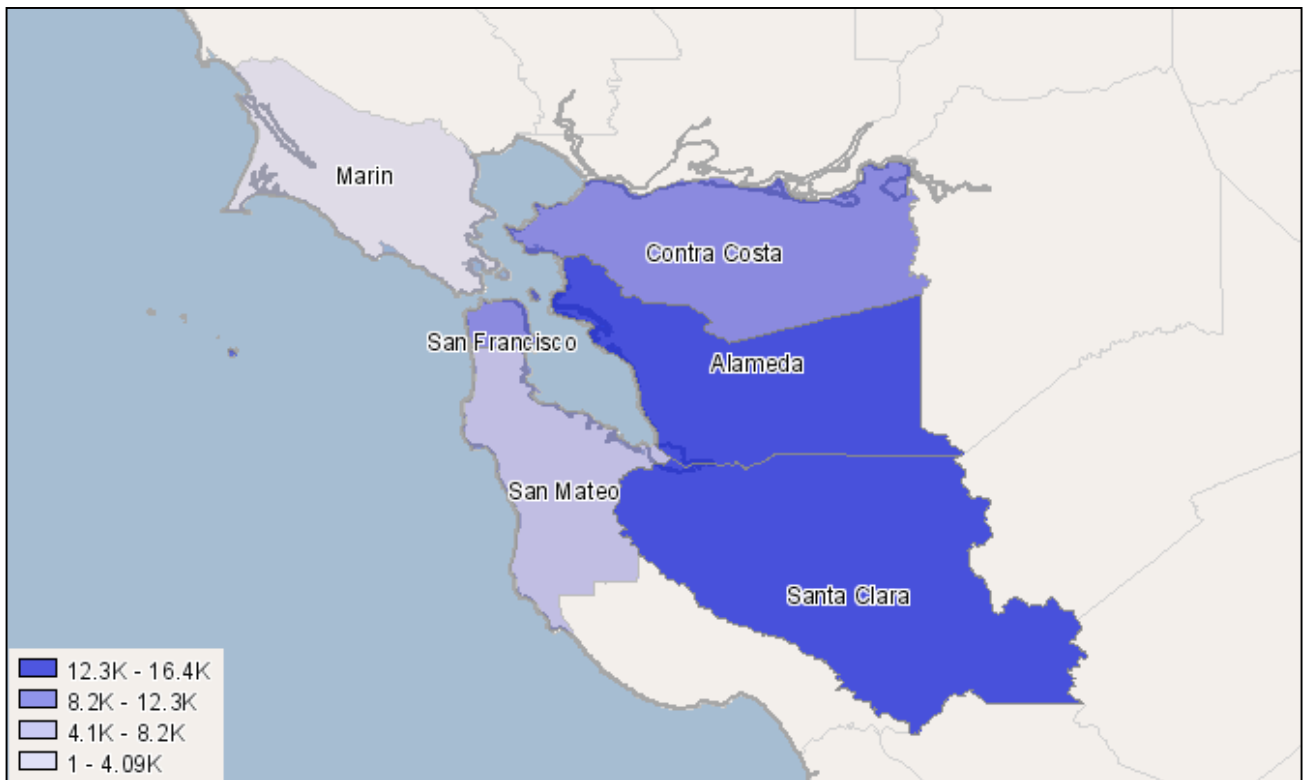 Marin
Contra Costa
San Francisco
Alameda
San Mateo
Santa Clara
12.3K - 16.4K
8.2K - 12.3K
4.1K - 8.2K
1 - 4.09K